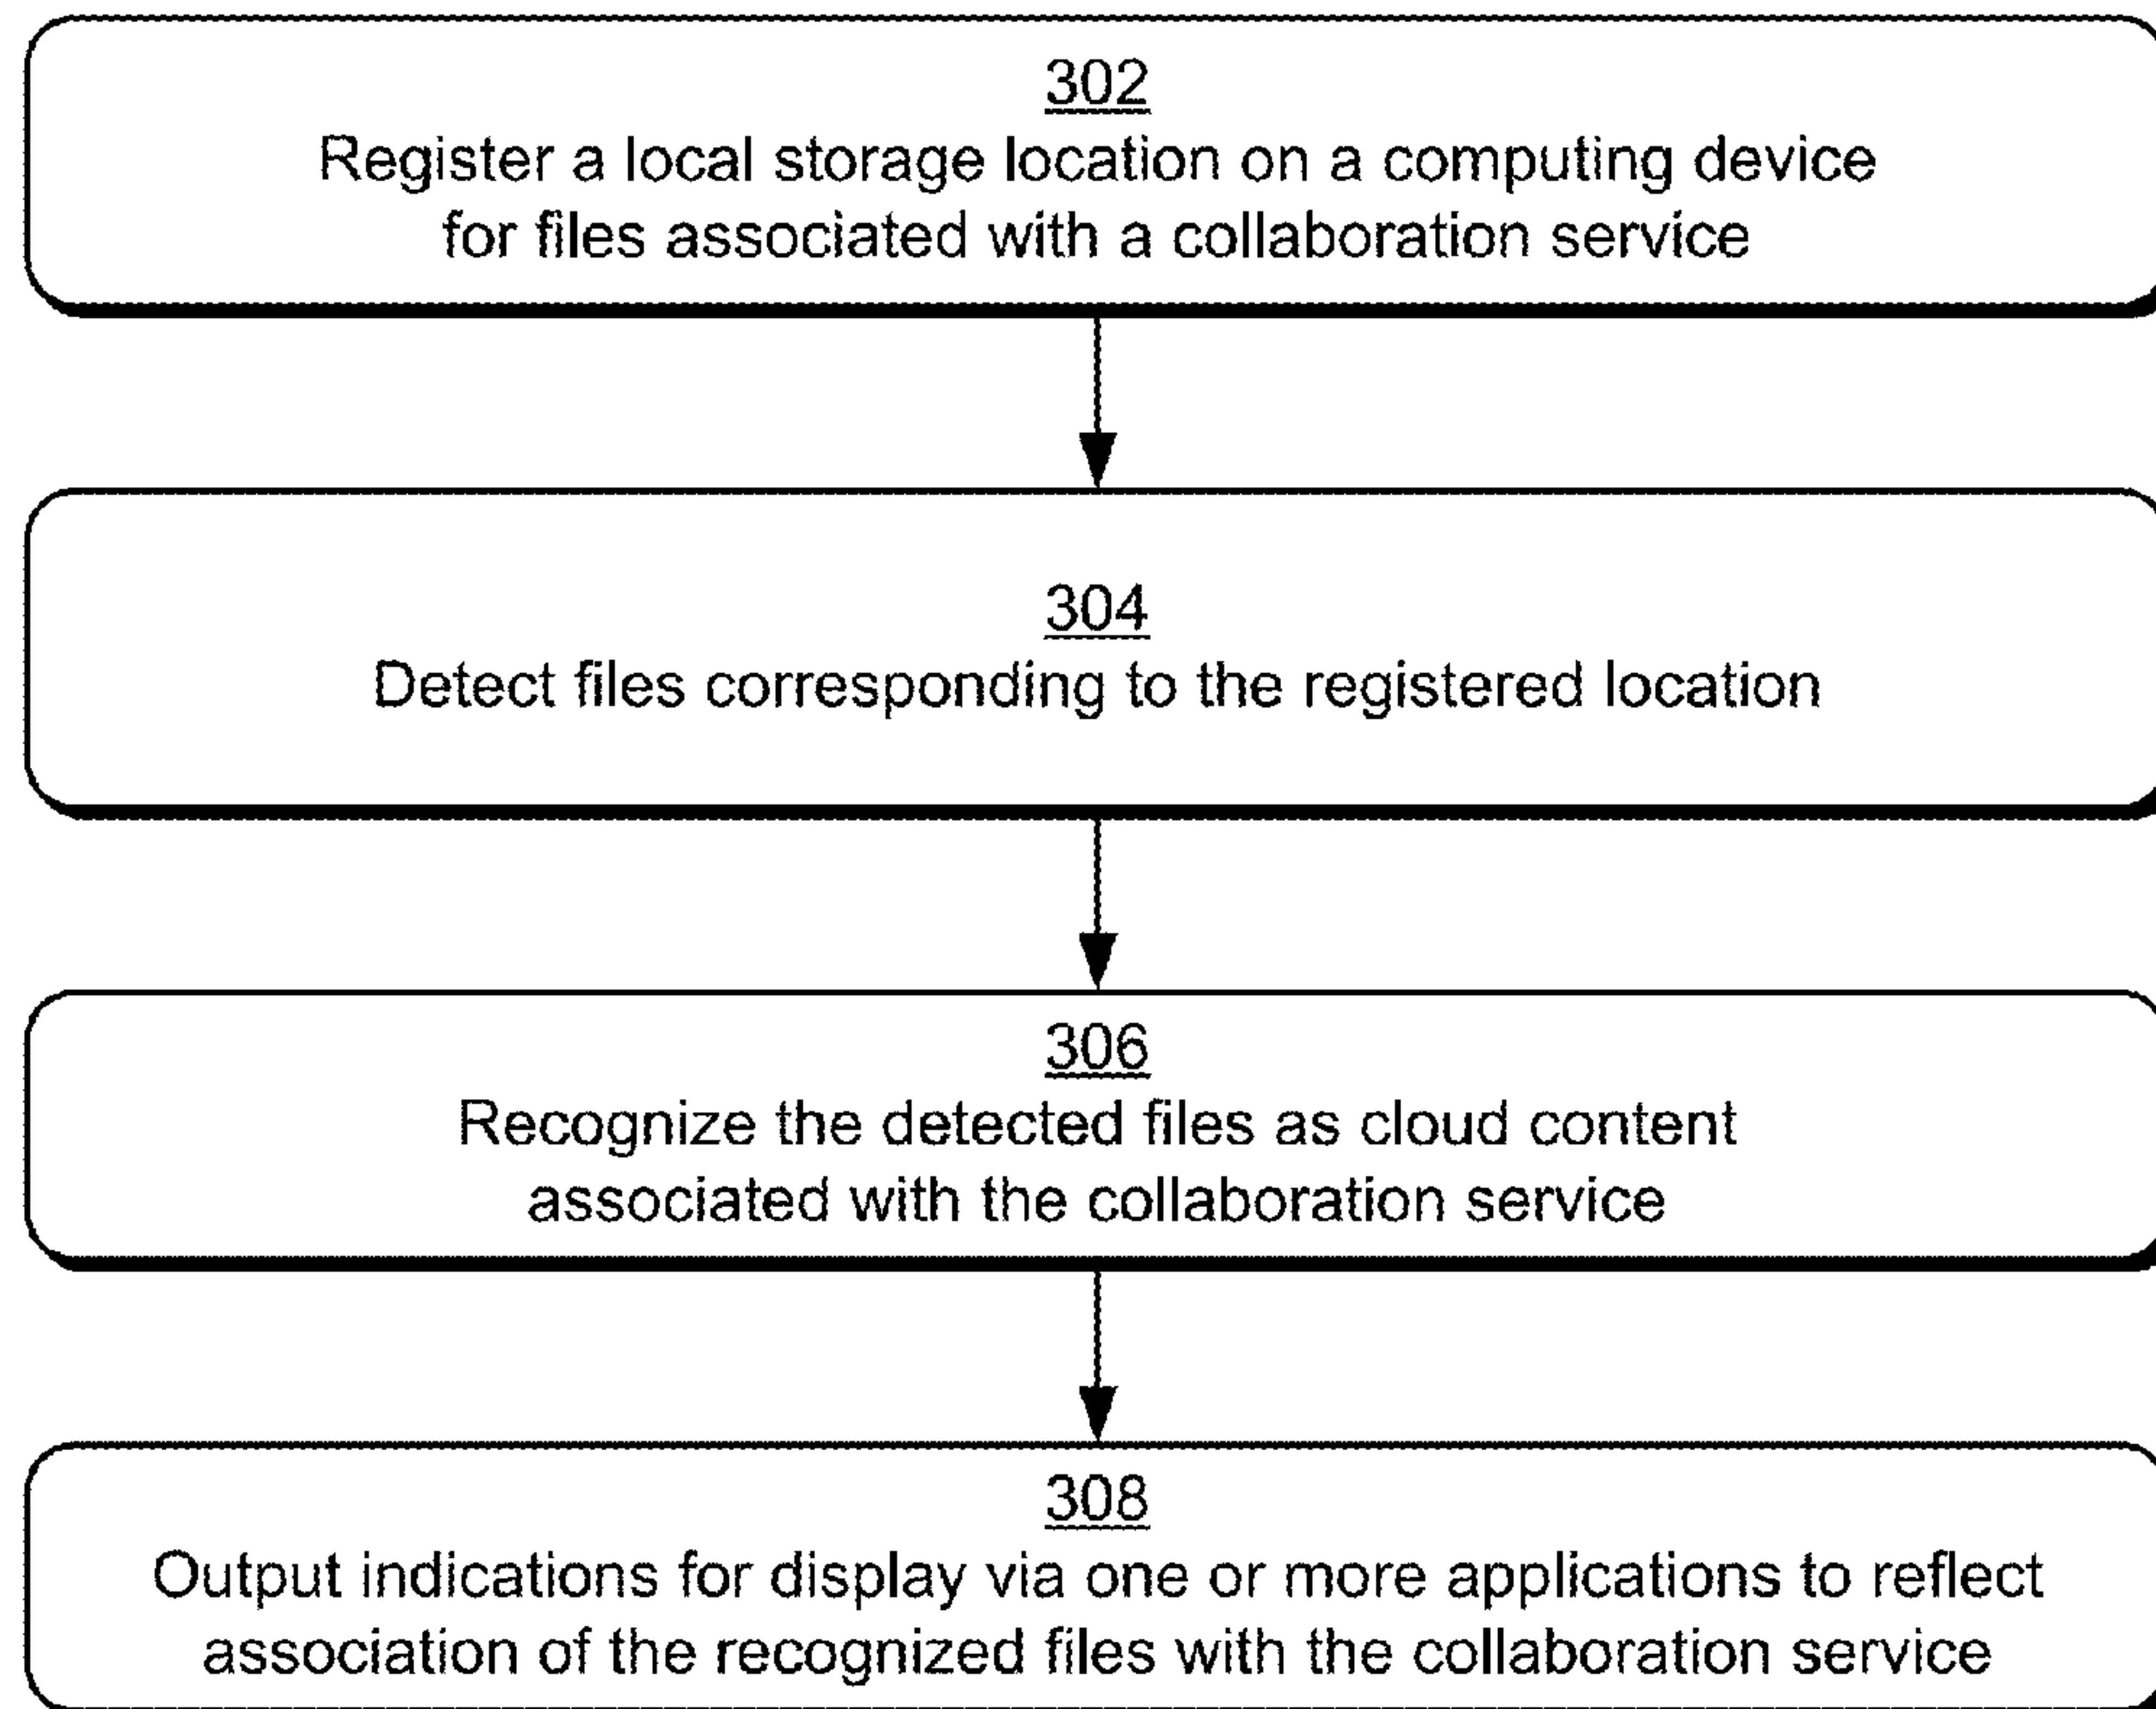 302
Register a local storage location on a computing device
for files associated with a collaboration service
304
Detect files corresponding to the registered location
306
Recognize the detected files as cloud content
associated with the collaboration service
308
Output indications for display via one or more applications to reflect
association of the recognized files with the collaboration service